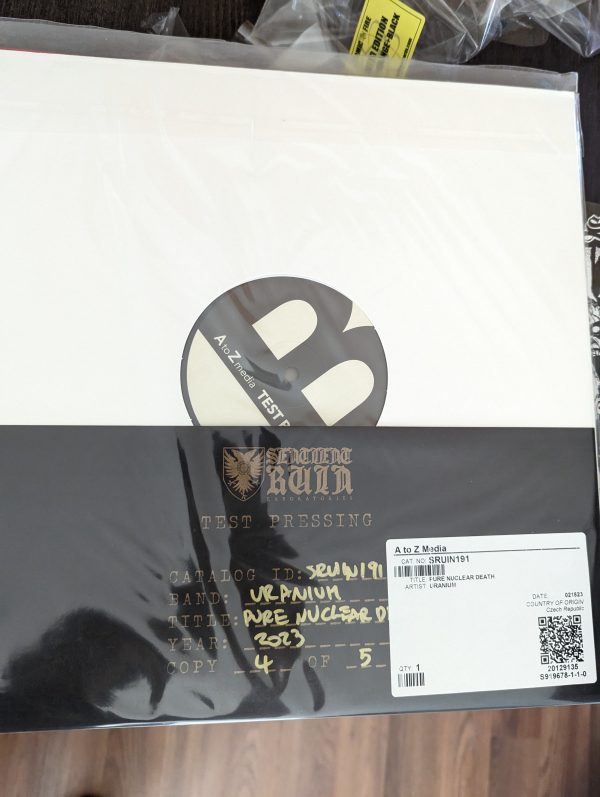 EDITION
A to Z media
TEST
B
SENTIENT
RUIN
LABORATORIES
TEST PRESSING
CATALOG ID: SRUIN191
BAND: URANIUM
TITLE: PURE NUCLEAR
YEAR: 2023
COPY 4 OF 5
A to Z Media
CAT. NO: SRUIN191
TITLE: PURE NUCLEAR DEATH
ARTIST: URANIUM
DATE: 021523
COUNTRY OF ORIGIN
Czech Republic
QTY: 1
20129135
S919678-1-1-0